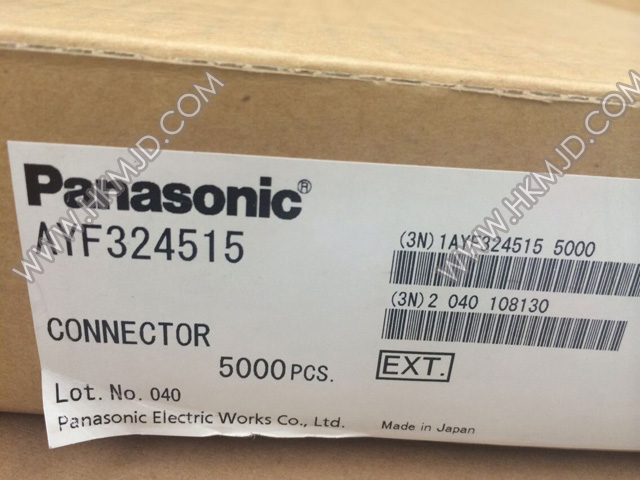 Panasonic®
AYF324515
CONNECTOR
5000PCS.
Lot. No. 040
Panasonic Electric Works Co., Ltd.
(3N)1AYF324515 5000
(3N)2 040 108130
EXT.
Made in Japan
WWW.HKMJD.COM
WWW.HKMJD.COM